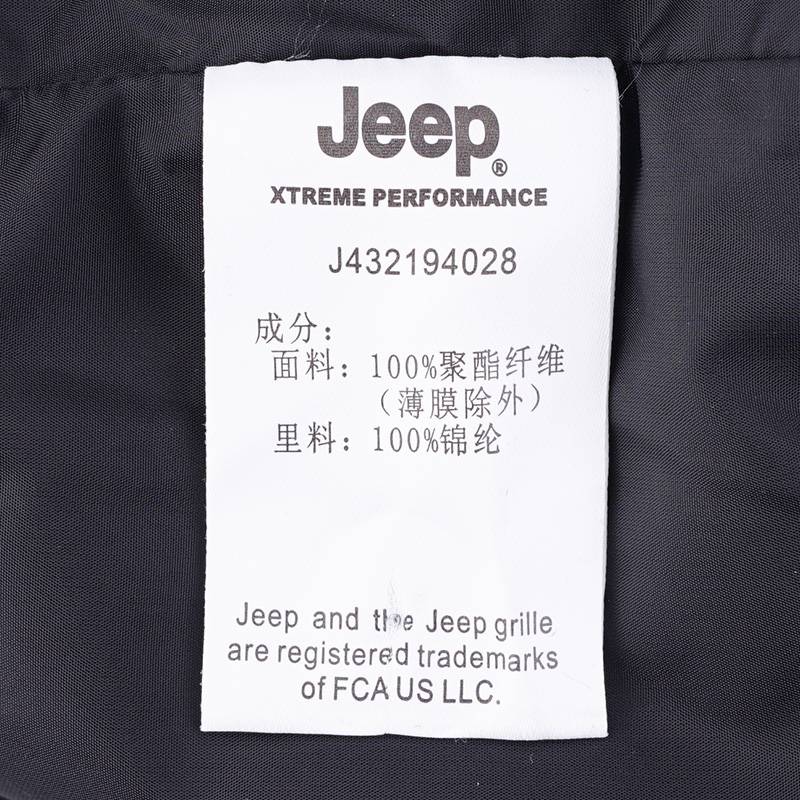 Jeep®
XTREME PERFORMANCE
J432194028
成分：
面料：100%聚酯纤维
（薄膜除外）
里料：100%锦纶
Jeep and the Jeep grille
are registered trademarks
of FCA US LLC.